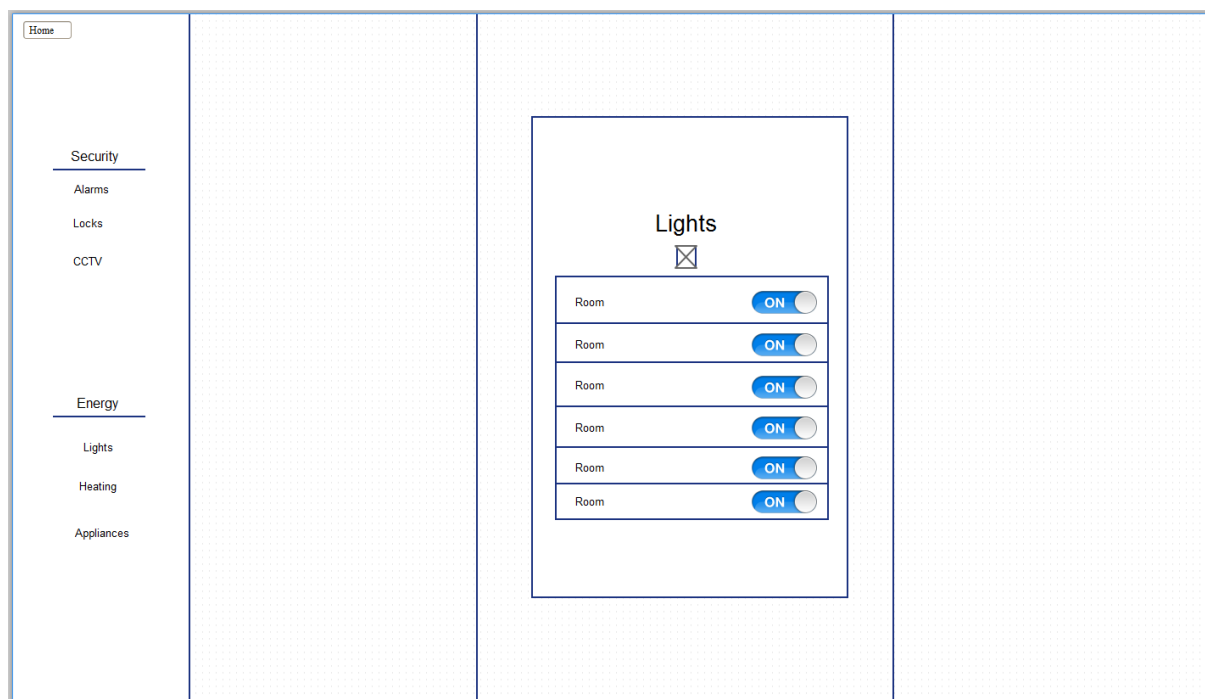 Home
Security
Alarms
Locks
CCTV
Energy
Lights
Heating
Appliances
Lights
Room ON
Room ON
Room ON
Room ON
Room ON
Room ON